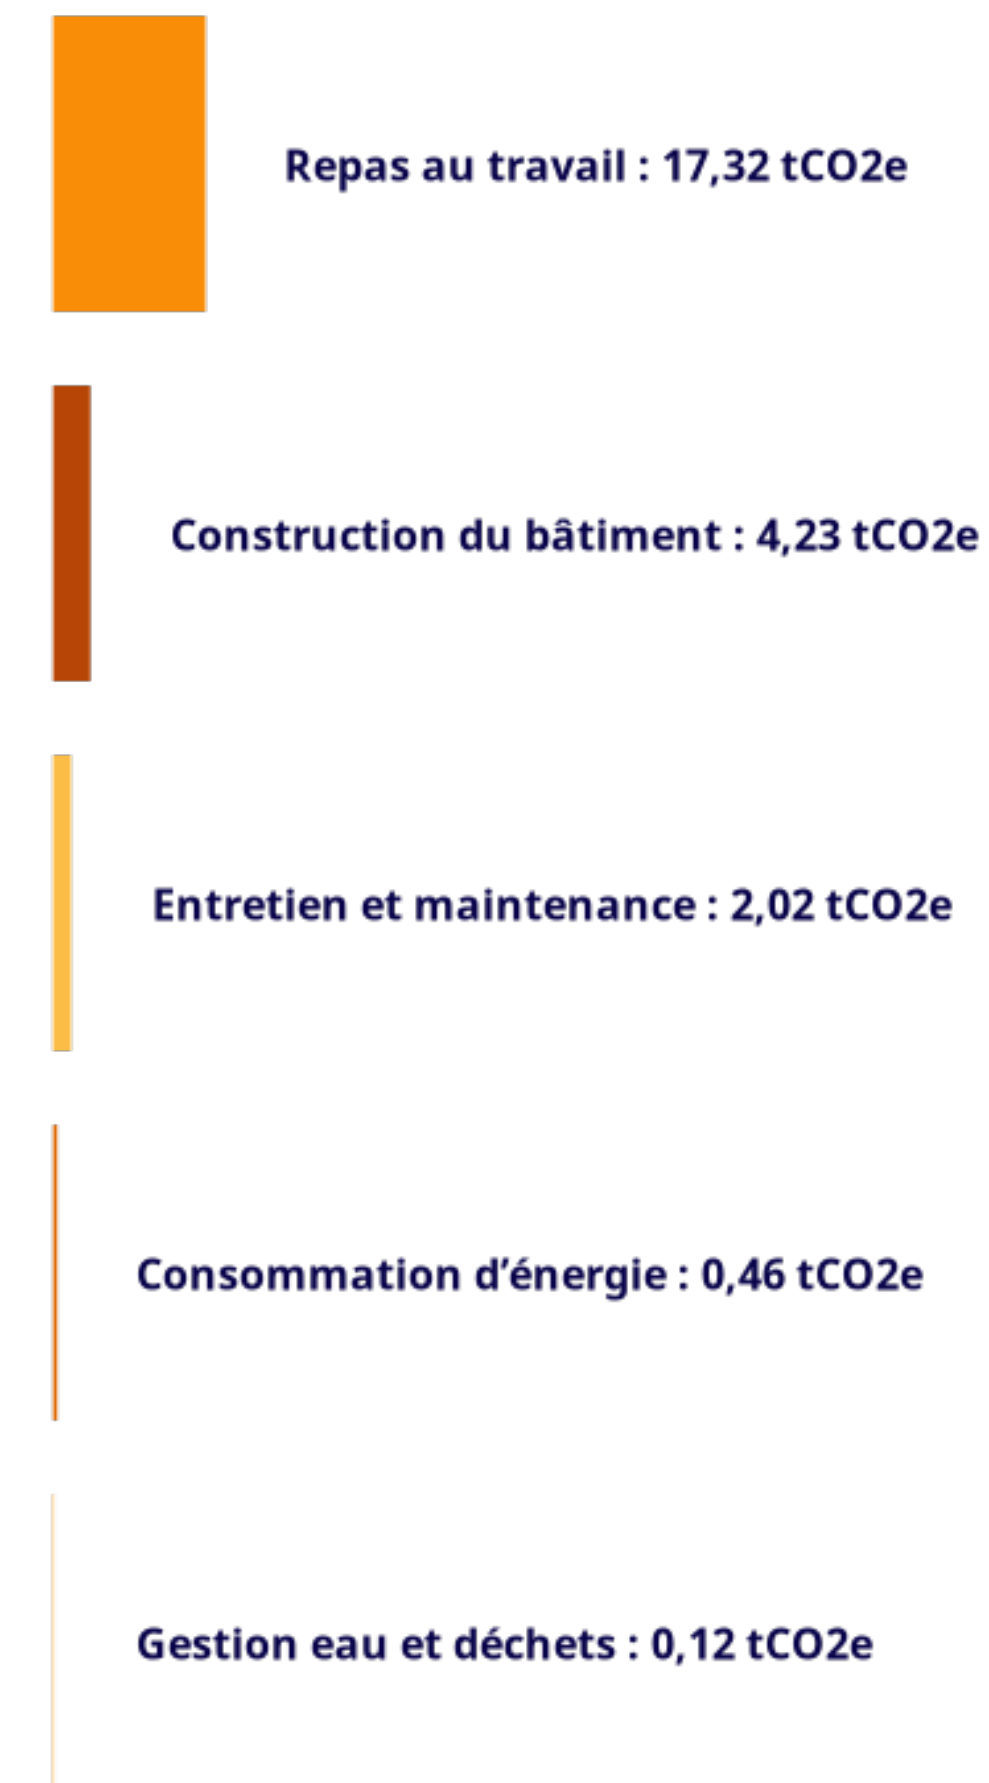 Repas au travail : 17,32 tCO2e
Construction du bâtiment : 4,23 tCO2e
Entretien et maintenance : 2,02 tCO2e
Consommation d’énergie : 0,46 tCO2e
Gestion eau et déchets : 0,12 tCO2e